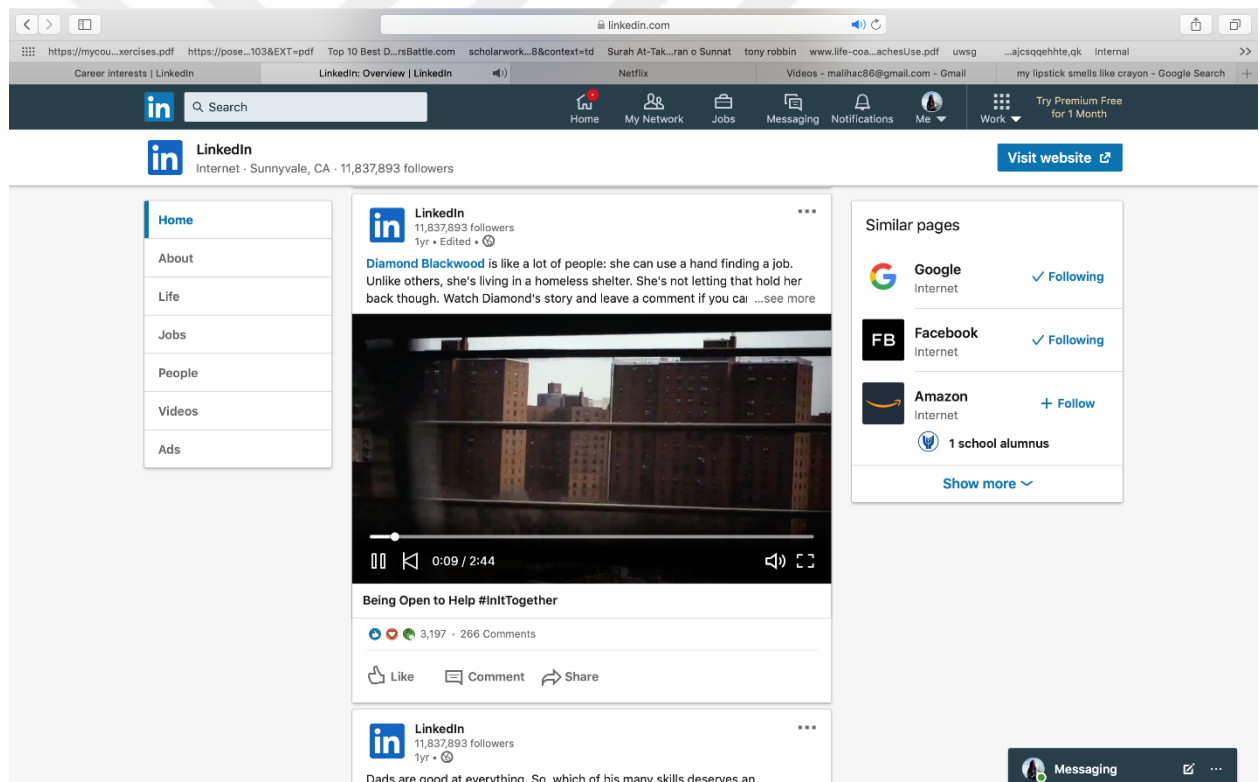 linkedin.com
https://mycou...xercises.pdf https://pose...103&EXT=pdf Top 10 Best D...rsBattle.com scholarwork...8&context=td Surah At-Tak...ran o Sunnat tony robbin www.life-coa...achesUse.pdf uwsg ...ajcsqqehhte,qk Internal >>
Career interests | LinkedIn LinkedIn: Overview | LinkedIn Netflix Videos - malihac86@gmail.com - Gmail my lipstick smells like crayon - Google Search +
in Search Home My Network Jobs Messaging Notifications Me Work Try Premium Free
for 1 Month
in LinkedIn
Internet · Sunnyvale, CA · 11,837,893 followers
Visit website
Home
About
Life
Jobs
People
Videos
Ads
in LinkedIn
11,837,893 followers
1yr • Edited •
Diamond Blackwood is like a lot of people: she can use a hand finding a job.
Unlike others, she's living in a homeless shelter. She's not letting that hold her
back though. Watch Diamond's story and leave a comment if you car ...see more
0:09 / 2:44
Being Open to Help #InItTogether
3,197 · 266 Comments
Like Comment Share
in LinkedIn
11,837,893 followers
1yr •
Dads are good at everything. So, which of his many skills deserves an
Similar pages
Google
Internet
Following
FB Facebook
Internet
Following
Amazon
Internet
+ Follow
1 school alumnus
Show more
Messaging